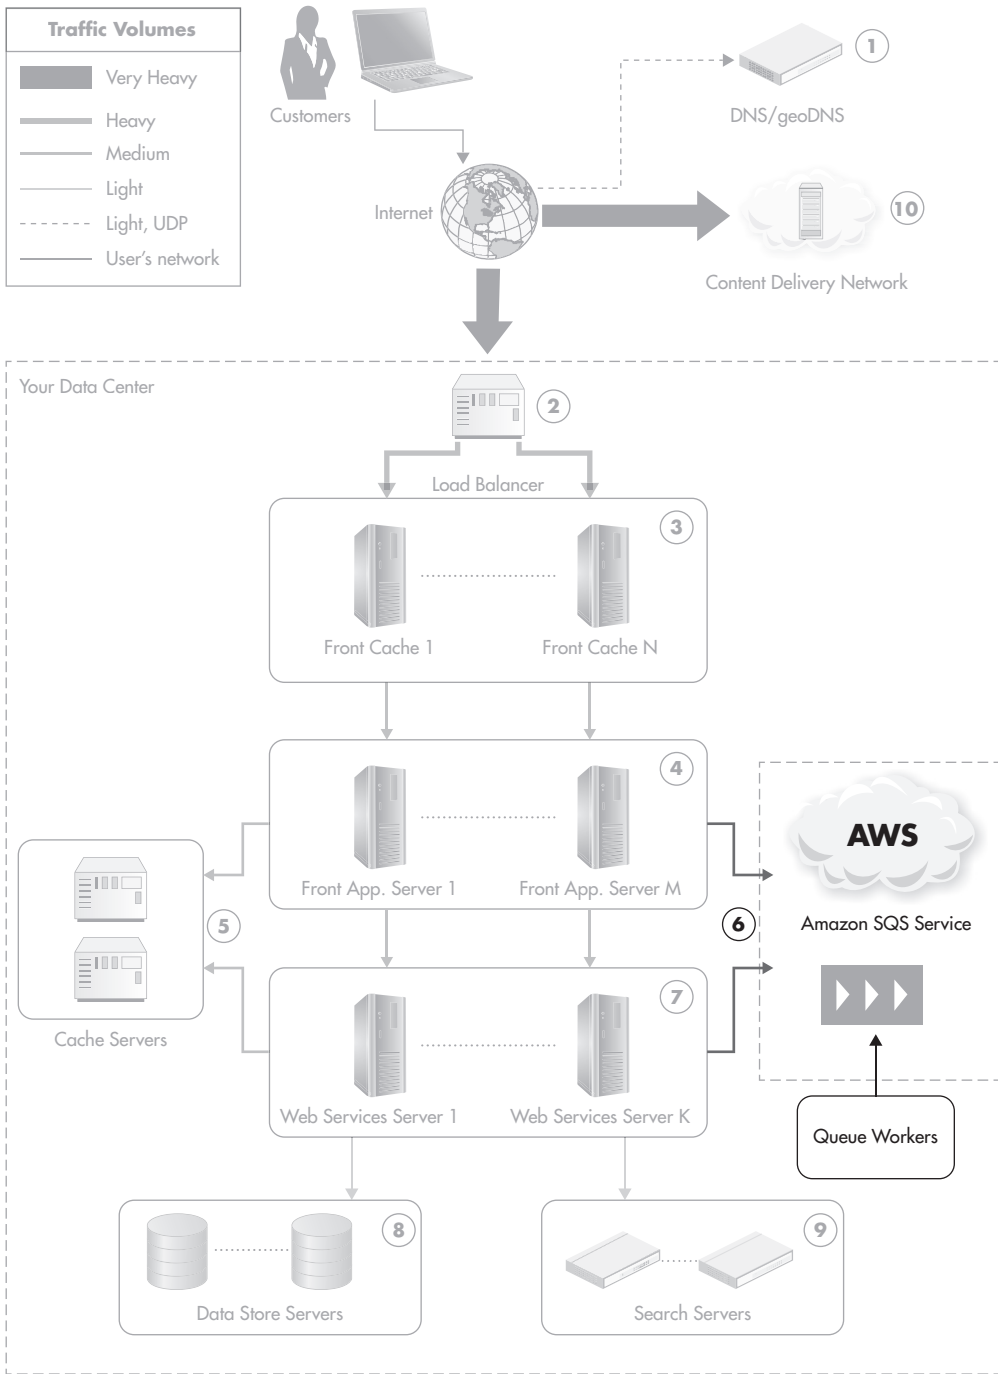 Traffic Volumes
Very Heavy
Heavy
Medium
Light
Light, UDP
User's network
Customers
1
DNS/geoDNS
Internet
10
Content Delivery Network
Your Data Center
2
Load Balancer
3
Front Cache 1
Front Cache N
4
Front App. Server 1
Front App. Server M
AWS
Amazon SQS Service
5
Cache Servers
6
7
Web Services Server 1
Web Services Server K
Queue Workers
8
Data Store Servers
9
Search Servers